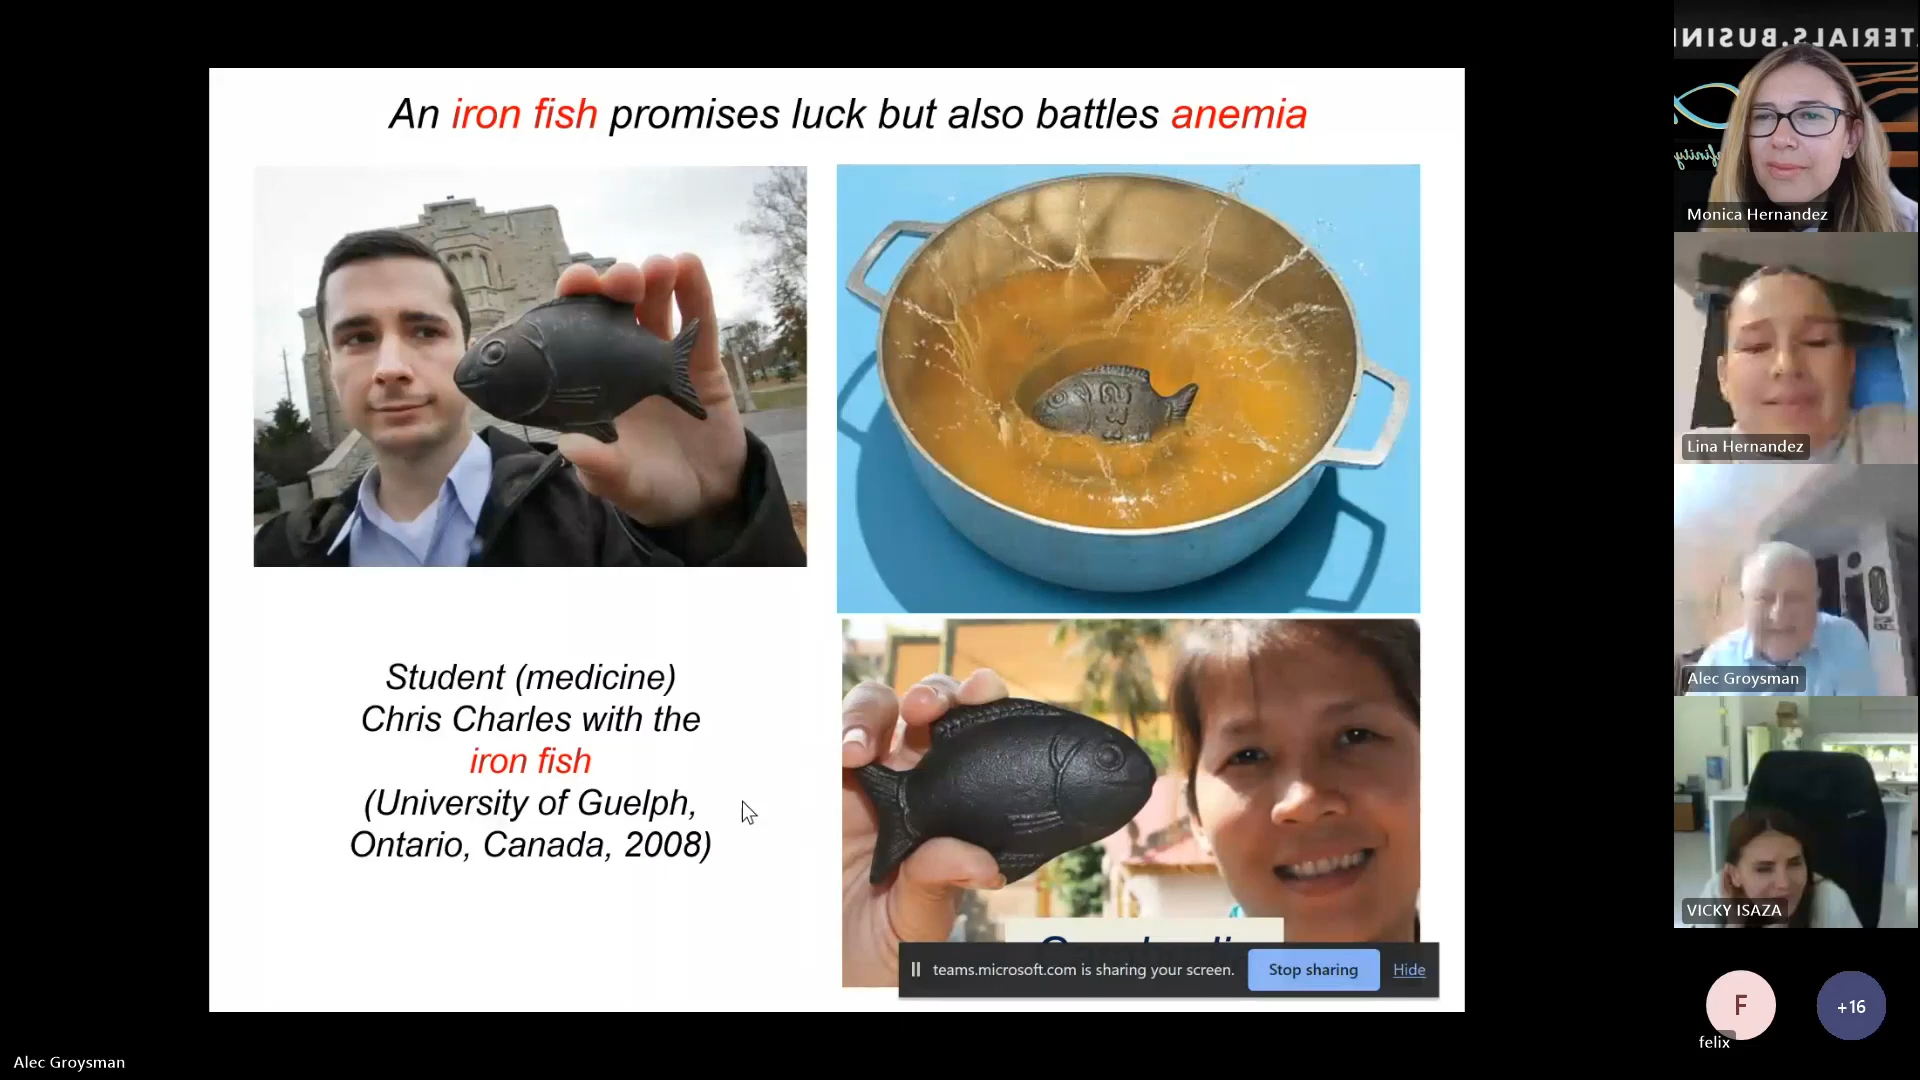 An iron fish promises luck but also battles anemia
Student (medicine)
Chris Charles with the
iron fish
(University of Guelph,
Ontario, Canada, 2008)
teams.microsoft.com is sharing your screen.
Stop sharing
Hide
Monica Hernandez
Lina Hernandez
Alec Groysman
VICKY ISAZA
F
felix
+16
Alec Groysman